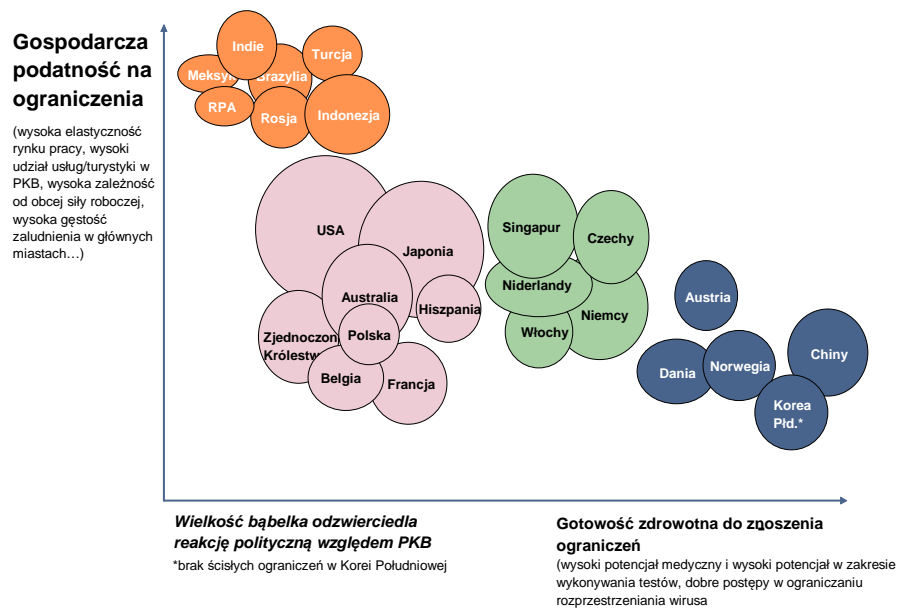 Gospodarcza
podatność na
ograniczenia
(wysoka elastyczność
rynku pracy, wysoki
udział usług/turystyki w
PKB, wysoka zależność
od obcej siły roboczej,
wysoka gęstość
zaludnienia w głównych
miastach…)
Indie
Turcja
Meksyk
Brazylia
RPA
Rosja
Indonezja
USA
Japonia
Australia
Hiszpania
Zjednoczon
Królestw
Polska
Belgia
Francja
Singapur
Czechy
Niderlandy
Niemcy
Włochy
Austria
Dania
Norwegia
Chiny
Korea
Płd.*
Wielkość bąbelka odzwierciedla
reakcję polityczną względem PKB
*brak ścisłych ograniczeń w Korei Południowej
Gotowość zdrowotna do znoszenia
ograniczeń
(wysoki potencjał medyczny i wysoki potencjał w zakresie
wykonywania testów, dobre postępy w ograniczaniu
rozprzestrzeniania wirusa